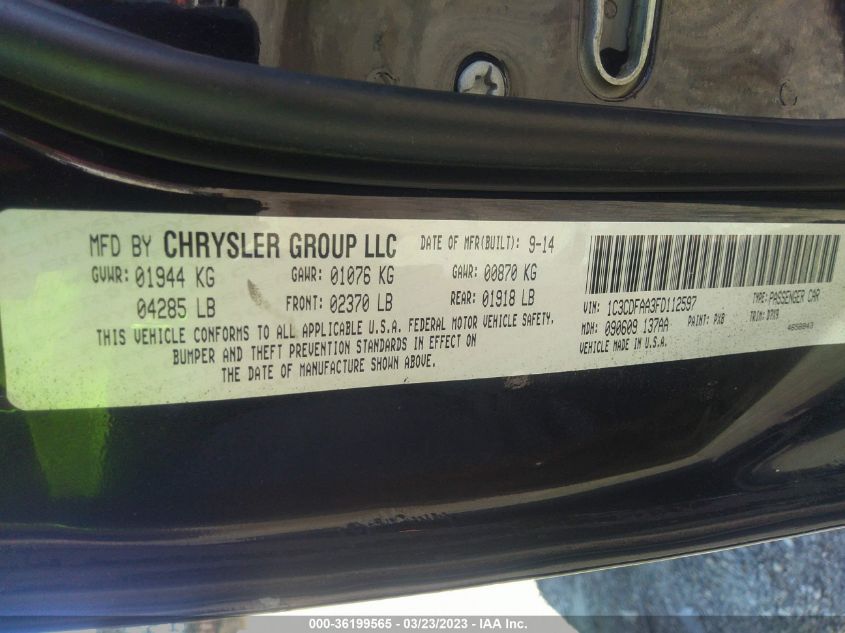 MFD BY CHRYSLER GROUP LLC DATE OF MFR(BUILT): 9-14
GVWR: 01944 KG GAWR: 01076 KG GAWR: 00870 KG
04285 LB FRONT: 02370 LB REAR: 01918 LB
THIS VEHICLE CONFORMS TO ALL APPLICABLE U.S.A. FEDERAL MOTOR VEHICLE SAFETY,
BUMPER AND THEFT PREVENTION STANDARDS IN EFFECT ON
THE DATE OF MANUFACTURE SHOWN ABOVE.
VIN: 1C3CDFAA3FD112597 TYPE: PASSENGER CAR
MDH: 090609 137AA PAINT: PX8 TRIM:
VEHICLE MADE IN U.S.A. 4658843
000-36199565 | 03/23/2023 | IAA Inc.